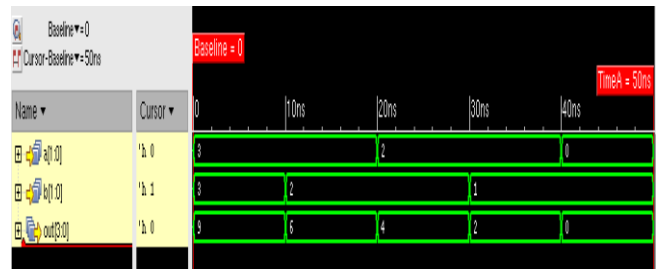 Baseline▼=0
Cursor-Baseline▼=50ns
Baseline = 0
TimeA = 50ns
Name▼ Cursor▼ 0 10ns 20ns 30ns 40ns
a[1:0] 'h 0 3 2 0
b[1:0] 'h 1 3 2 1
out[3:0] 'h 0 9 6 4 2 0